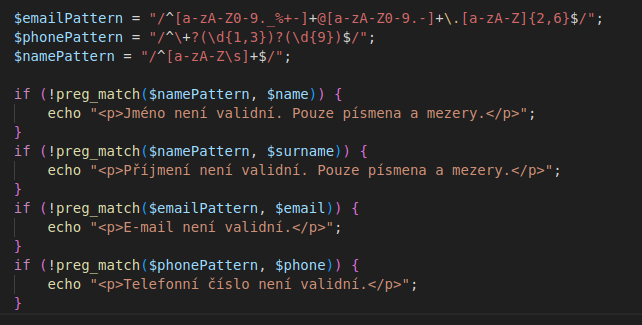 $emailPattern = "/^[a-zA-Z0-9._%+-]+@[a-zA-Z0-9.-]+\.[a-zA-Z]{2,6}$/";
$phonePattern = "/^\+?(\d{1,3})?(\d{9})$/";
$namePattern = "/^[a-zA-Z\s]+$/";

if (!preg_match($namePattern, $name)) {
    echo "<p>Jméno není validní. Pouze písmena a mezery.</p>";
}
if (!preg_match($namePattern, $surname)) {
    echo "<p>Příjmení není validní. Pouze písmena a mezery.</p>";
}
if (!preg_match($emailPattern, $email)) {
    echo "<p>E-mail není validní.</p>";
}
if (!preg_match($phonePattern, $phone)) {
    echo "<p>Telefonní číslo není validní.</p>";
}